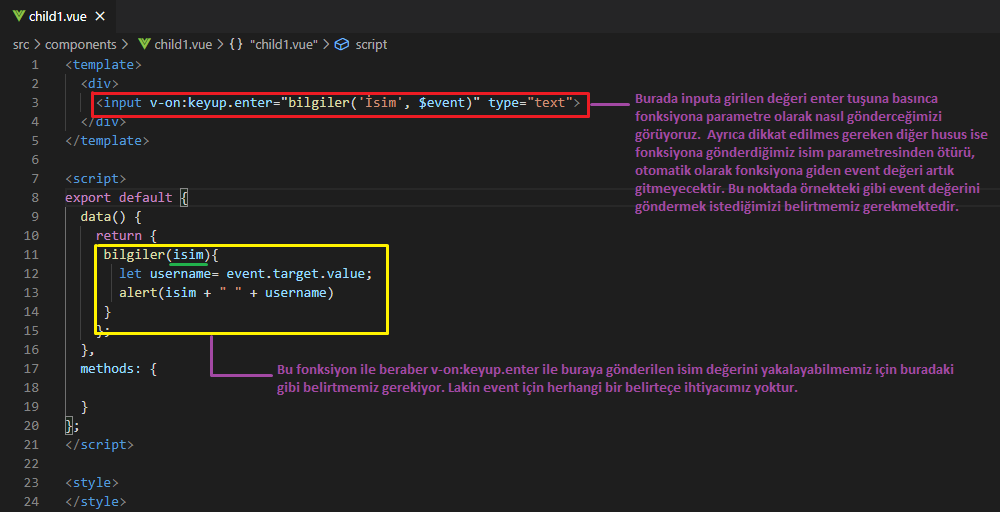 child1.vue ×
src > components > child1.vue > {} "child1.vue" > script
1 <template>
2 <div>
3 <input v-on:keyup.enter="bilgiler('İsim', $event)" type="text">
4 </div>
5 </template>
6
7 <script>
8 export default {
9 data() {
10 return {
11 bilgiler(isim){
12 let username= event.target.value;
13 alert(isim + " " + username)
14 }
15 };
16 },
17 methods: {
18
19 }
20 };
21 </script>
22
23 <style>
24 </style>
Burada inputa girilen değeri enter tuşuna basınca
fonksiyona parametre olarak nasıl gönderceğimizi
görüyoruz. Ayrıca dikkat edilmes gereken diğer husus ise
fonksiyona gönderdiğimiz isim parametresinden ötürü,
otomatik olarak fonksiyona giden event değeri artık
gitmeyecektir. Bu noktada örnekteki gibi event değerini
göndermek istediğimizi belirtmemiz gerekmektedir.
Bu fonksiyon ile beraber v-on:keyup.enter ile buraya gönderilen isim değerini yakalayabilmemiz için buradaki
gibi belirtmemiz gerekiyor. Lakin event için herhangi bir belirteçe ihtiyacımız yoktur.